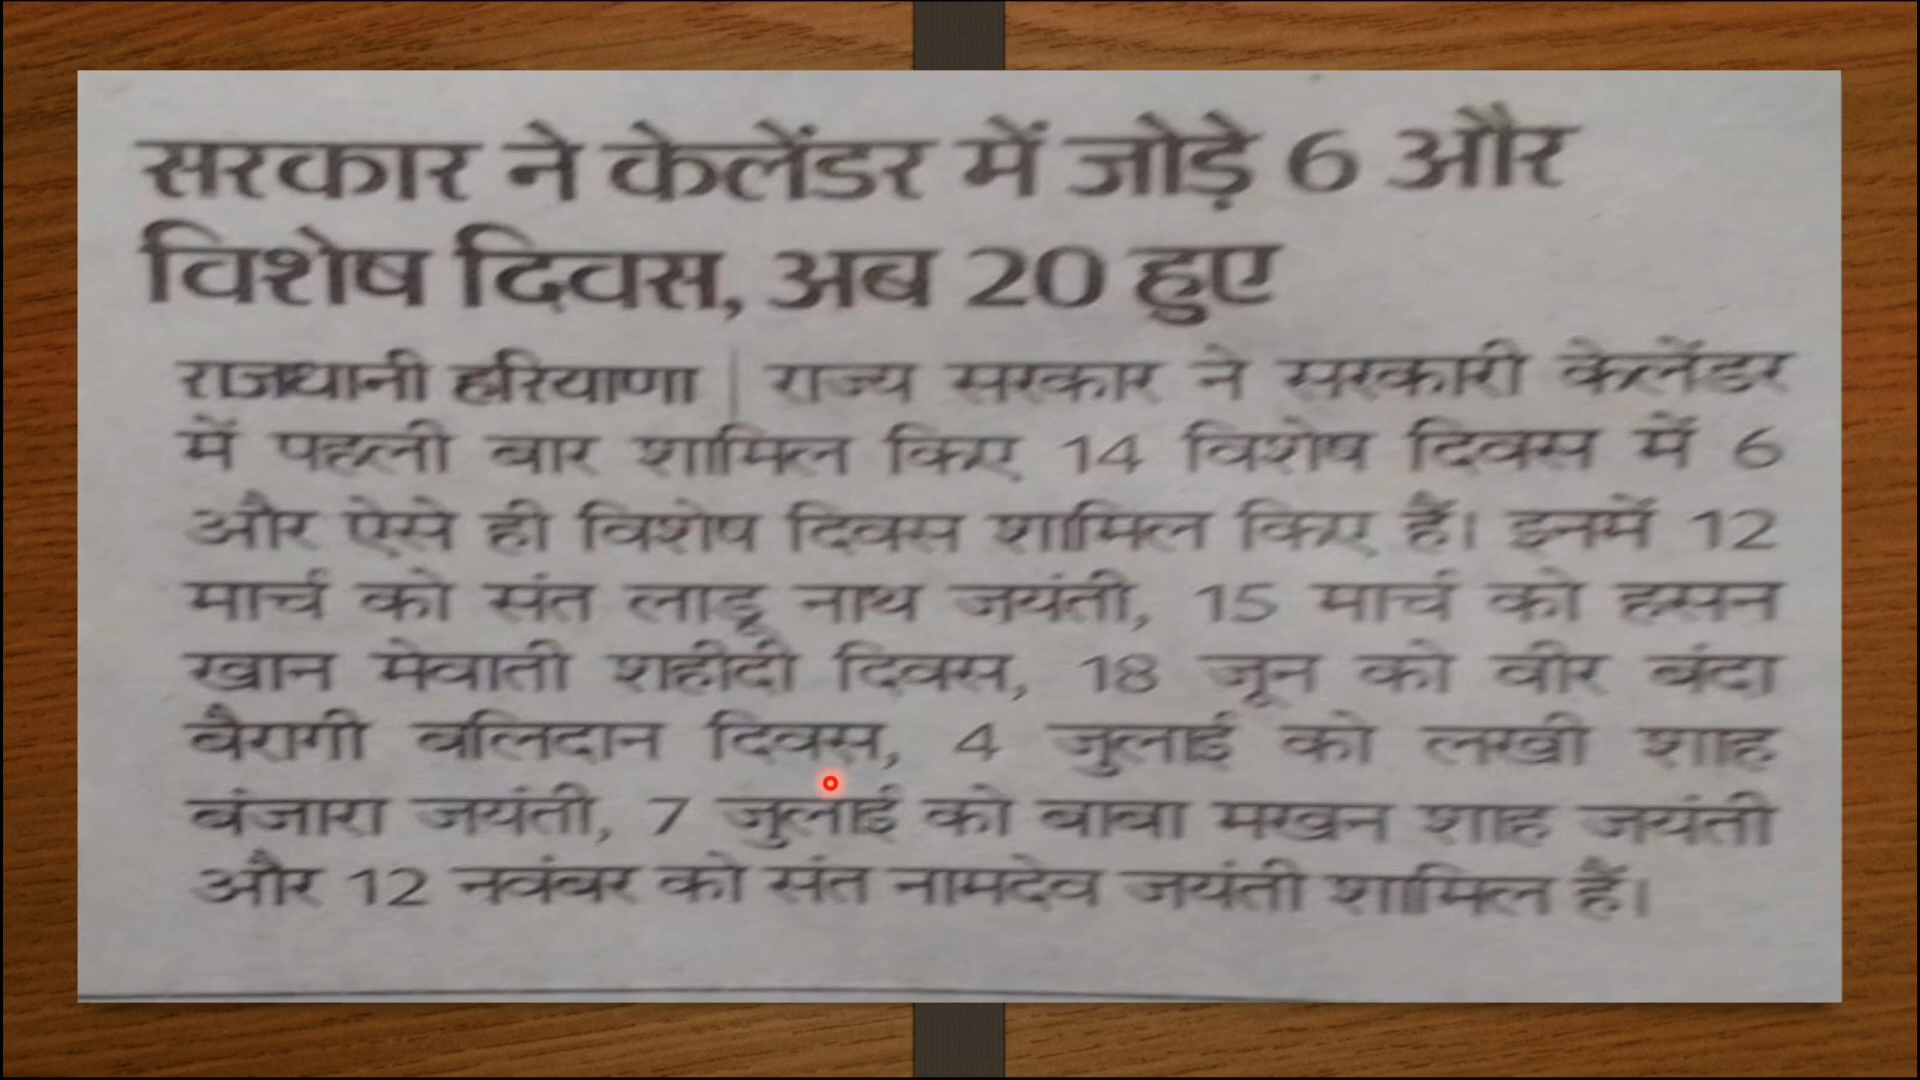 सरकार ने केलेंडर में जोड़े 6 और
विशेष दिवस, अब 20 हुए
राजधानी हरियाणा | राज्य सरकार ने सरकारी केलेंडर
में पहली बार शामिल किए 14 विशेष दिवस में 6
और ऐसे ही विशेष दिवस शामिल किए हैं। इनमें 12
मार्च को संत लाडू नाथ जयंती, 15 मार्च को हसन
खान मेवाती शहीदी दिवस, 18 जून को वीर बंदा
बैरागी बलिदान दिवस, 4 जुलाई को लखी शाह
बंजारा जयंती, 7 जुलाई को बाबा मखन शाह जयंती
और 12 नवंबर को संत नामदेव जयंती शामिल हैं।